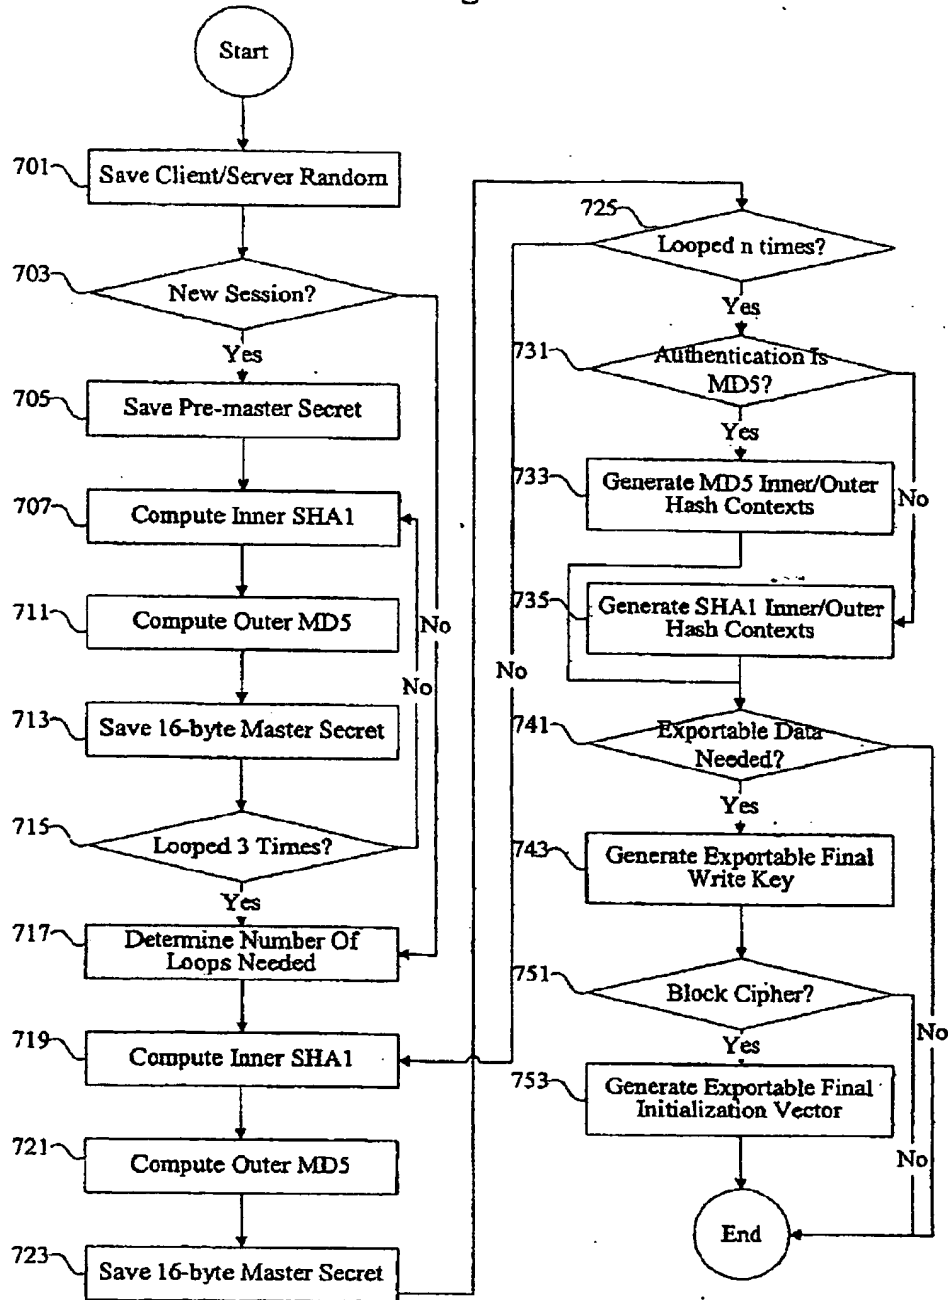 Start
701
Save Client/Server Random
703
New Session?
Yes
705
Save Pre-master Secret
707
Compute Inner SHA1
711
Compute Outer MD5
No
No
713
Save 16-byte Master Secret
715
Looped 3 Times?
Yes
717
Determine Number Of
Loops Needed
719
Compute Inner SHA1
721
Compute Outer MD5
723
Save 16-byte Master Secret
725
Looped n times?
Yes
No
731
Authentication Is
MD5?
Yes
No
733
Generate MD5 Inner/Outer
Hash Contexts
735
Generate SHA1 Inner/Outer
Hash Contexts
741
Exportable Data
Needed?
Yes
No
743
Generate Exportable Final
Write Key
751
Block Cipher?
Yes
No
753
Generate Exportable Final
Initialization Vector
End